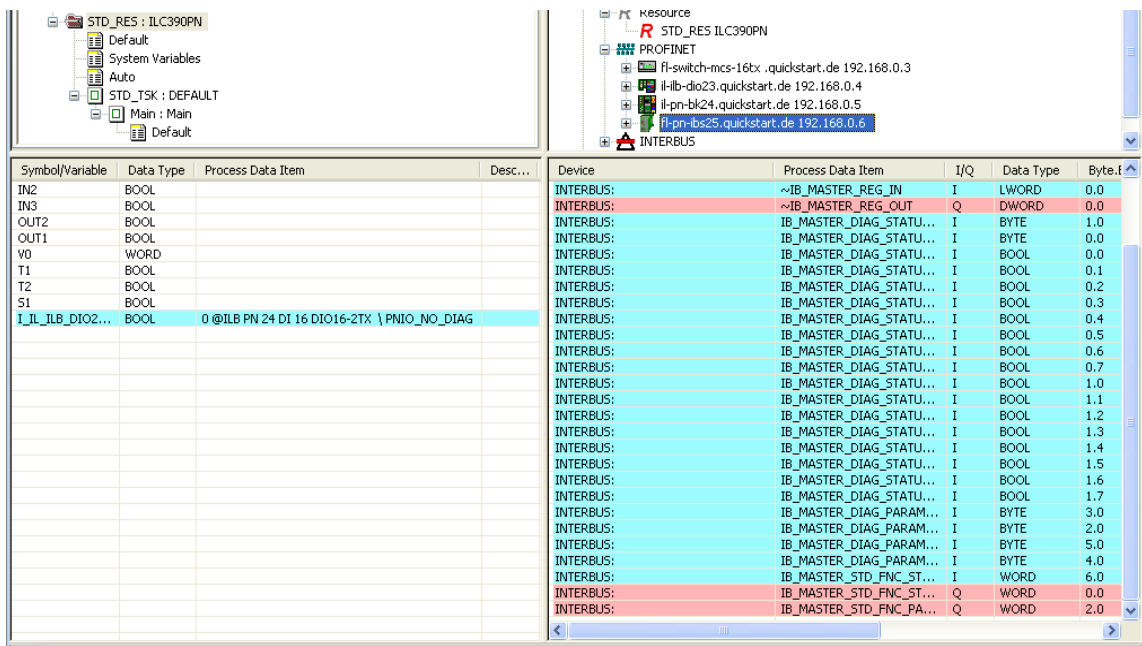 STD_RES : ILC390PN
Default
System Variables
Auto
STD_TSK : DEFAULT
Main : Main
Default
R Resource
R STD_RES ILC390PN
PROFINET
fl-switch-mcs-16tx .quickstart.de 192.168.0.3
il-ilb-dio23.quickstart.de 192.168.0.4
il-pn-bk24.quickstart.de 192.168.0.5
fl-pn-ibs25.quickstart.de 192.168.0.6
INTERBUS
Symbol/Variable Data Type Process Data Item Desc...
IN2 BOOL
IN3 BOOL
OUT2 BOOL
OUT1 BOOL
V0 WORD
T1 BOOL
T2 BOOL
S1 BOOL
I_IL_ILB_DIO2... BOOL 0 @ILB PN 24 DI 16 DIO16-2TX \ PNIO_NO_DIAG
Device Process Data Item I/Q Data Type Byte.
INTERBUS: ~IB_MASTER_REG_IN I LWORD 0.0
INTERBUS: ~IB_MASTER_REG_OUT Q DWORD 0.0
INTERBUS: IB_MASTER_DIAG_STATU... I BYTE 1.0
INTERBUS: IB_MASTER_DIAG_STATU... I BYTE 0.0
INTERBUS: IB_MASTER_DIAG_STATU... I BOOL 0.0
INTERBUS: IB_MASTER_DIAG_STATU... I BOOL 0.1
INTERBUS: IB_MASTER_DIAG_STATU... I BOOL 0.2
INTERBUS: IB_MASTER_DIAG_STATU... I BOOL 0.3
INTERBUS: IB_MASTER_DIAG_STATU... I BOOL 0.4
INTERBUS: IB_MASTER_DIAG_STATU... I BOOL 0.5
INTERBUS: IB_MASTER_DIAG_STATU... I BOOL 0.6
INTERBUS: IB_MASTER_DIAG_STATU... I BOOL 0.7
INTERBUS: IB_MASTER_DIAG_STATU... I BOOL 1.0
INTERBUS: IB_MASTER_DIAG_STATU... I BOOL 1.1
INTERBUS: IB_MASTER_DIAG_STATU... I BOOL 1.2
INTERBUS: IB_MASTER_DIAG_STATU... I BOOL 1.3
INTERBUS: IB_MASTER_DIAG_STATU... I BOOL 1.4
INTERBUS: IB_MASTER_DIAG_STATU... I BOOL 1.5
INTERBUS: IB_MASTER_DIAG_STATU... I BOOL 1.6
INTERBUS: IB_MASTER_DIAG_STATU... I BOOL 1.7
INTERBUS: IB_MASTER_DIAG_PARAM... I BYTE 3.0
INTERBUS: IB_MASTER_DIAG_PARAM... I BYTE 2.0
INTERBUS: IB_MASTER_DIAG_PARAM... I BYTE 5.0
INTERBUS: IB_MASTER_DIAG_PARAM... I BYTE 4.0
INTERBUS: IB_MASTER_STD_FNC_ST... I WORD 6.0
INTERBUS: IB_MASTER_STD_FNC_ST... Q WORD 0.0
INTERBUS: IB_MASTER_STD_FNC_PA... Q WORD 2.0